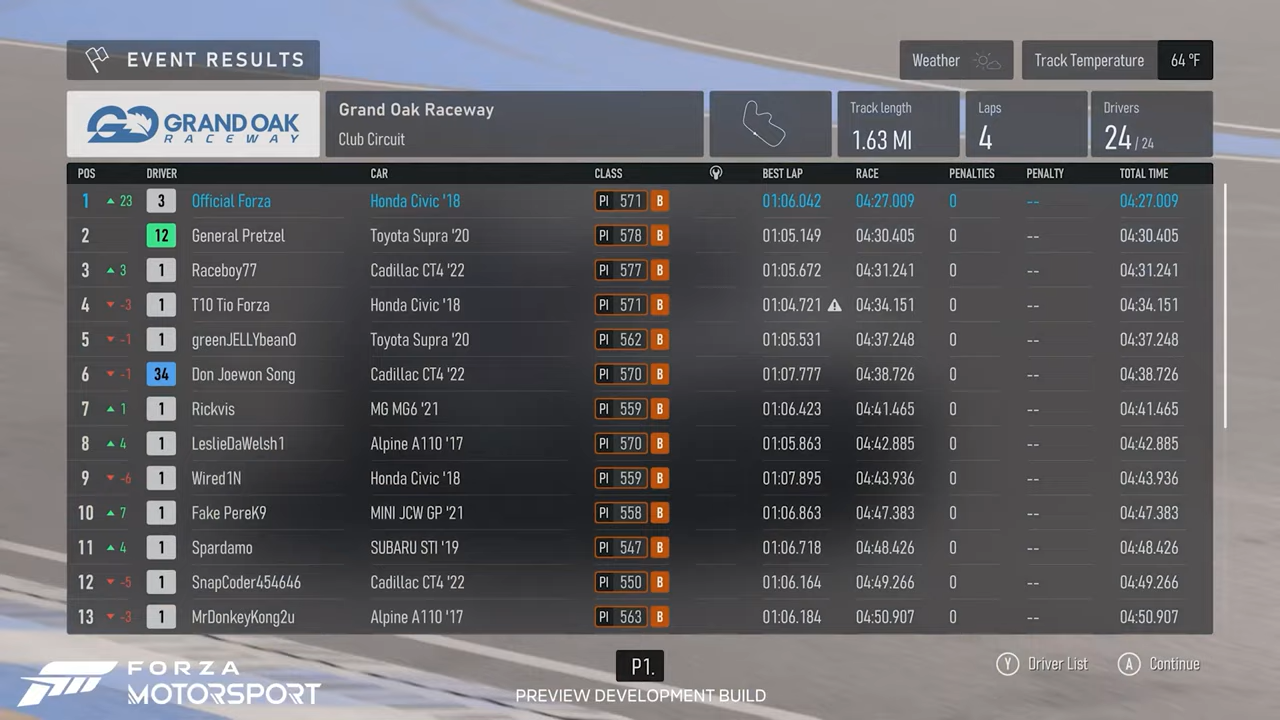 EVENT RESULTS
Weather
Track Temperature 64 °F
GRAND OAK
RACEWAY
Grand Oak Raceway
Club Circuit
Track length
1.63 MI
Laps
4
Drivers
24 / 24
POS DRIVER CAR CLASS BEST LAP RACE PENALTIES PENALTY TOTAL TIME
1 23 3 Official Forza Honda Civic '18 PI 571 B 01:06.042 04:27.009 0 -- 04:27.009
2 12 General Pretzel Toyota Supra '20 PI 578 B 01:05.149 04:30.405 0 -- 04:30.405
3 3 1 Raceboy77 Cadillac CT4 '22 PI 577 B 01:05.672 04:31.241 0 -- 04:31.241
4 -3 1 T10 Tio Forza Honda Civic '18 PI 571 B 01:04.721 04:34.151 0 -- 04:34.151
5 -1 1 greenJELLYbean0 Toyota Supra '20 PI 562 B 01:05.531 04:37.248 0 -- 04:37.248
6 -1 34 Don Joewon Song Cadillac CT4 '22 PI 570 B 01:07.777 04:38.726 0 -- 04:38.726
7 1 1 Rickvis MG MG6 '21 PI 559 B 01:06.423 04:41.465 0 -- 04:41.465
8 4 1 LeslieDaWelsh1 Alpine A110 '17 PI 570 B 01:05.863 04:42.885 0 -- 04:42.885
9 -6 1 Wired1N Honda Civic '18 PI 559 B 01:07.895 04:43.936 0 -- 04:43.936
10 7 1 Fake PereK9 MINI JCW GP '21 PI 558 B 01:06.863 04:47.383 0 -- 04:47.383
11 4 1 Spardamo SUBARU STI '19 PI 547 B 01:06.718 04:48.426 0 -- 04:48.426
12 -5 1 SnapCoder454646 Cadillac CT4 '22 PI 550 B 01:06.164 04:49.266 0 -- 04:49.266
13 -3 1 MrDonkeyKong2u Alpine A110 '17 PI 563 B 01:06.184 04:50.907 0 -- 04:50.907
FORZA
MOTORSPORT
P1.
PREVIEW DEVELOPMENT BUILD
Y Driver List A Continue